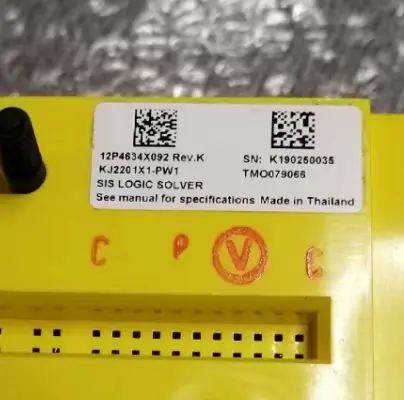 12P4634X092 Rev.K
KJ2201X1-PW1
SIS LOGIC SOLVER
See manual for specifications Made in Thailand
SN: K190250035
TMO079066
C P V C